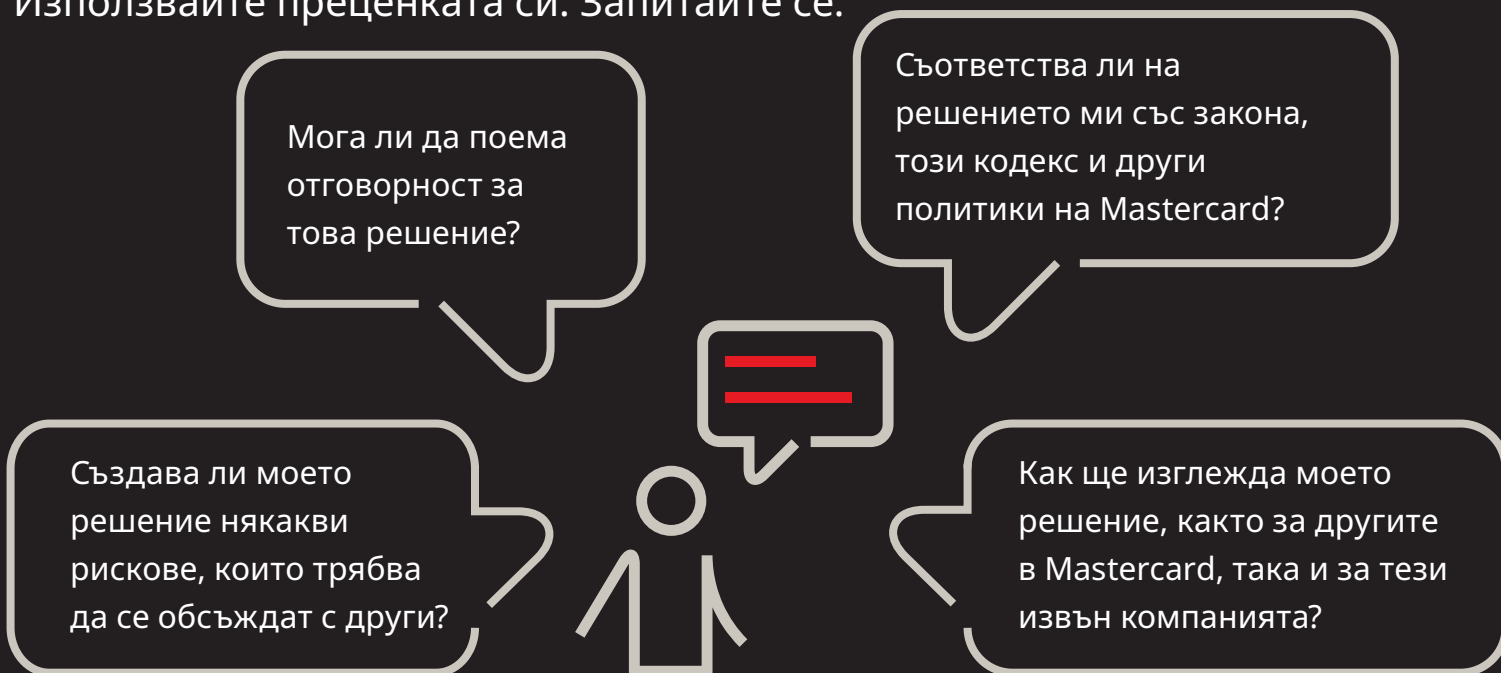 Използвайте преценката си. Запитайте се:
Мога ли да поема
отговорност за
това решение?
Съответства ли на
решението ми със закона,
този кодекс и други
политики на Mastercard?
Създава ли моето
решение някакви
рискове, които трябва
да се обсъждат с други?
Как ще изглежда моето
решение, както за другите
в Mastercard, така и за тези
извън компанията?